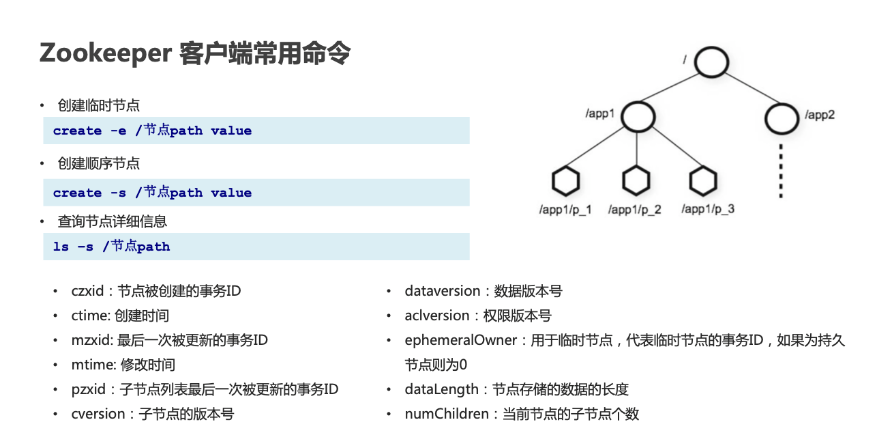 Zookeeper 客户端常用命令
• 创建临时节点
create -e /节点path value
• 创建顺序节点
create -s /节点path value
• 查询节点详细信息
ls –s /节点path
/
/app1
/app2
/app1/p_1
/app1/p_2
/app1/p_3
• czxid：节点被创建的事务ID
• ctime: 创建时间
• mzxid: 最后一次被更新的事务ID
• mtime: 修改时间
• pzxid：子节点列表最后一次被更新的事务ID
• cversion：子节点的版本号
• dataversion：数据版本号
• aclversion：权限版本号
• ephemeralOwner：用于临时节点，代表临时节点的事务ID，如果为持久
节点则为0
• dataLength：节点存储的数据的长度
• numChildren：当前节点的子节点个数